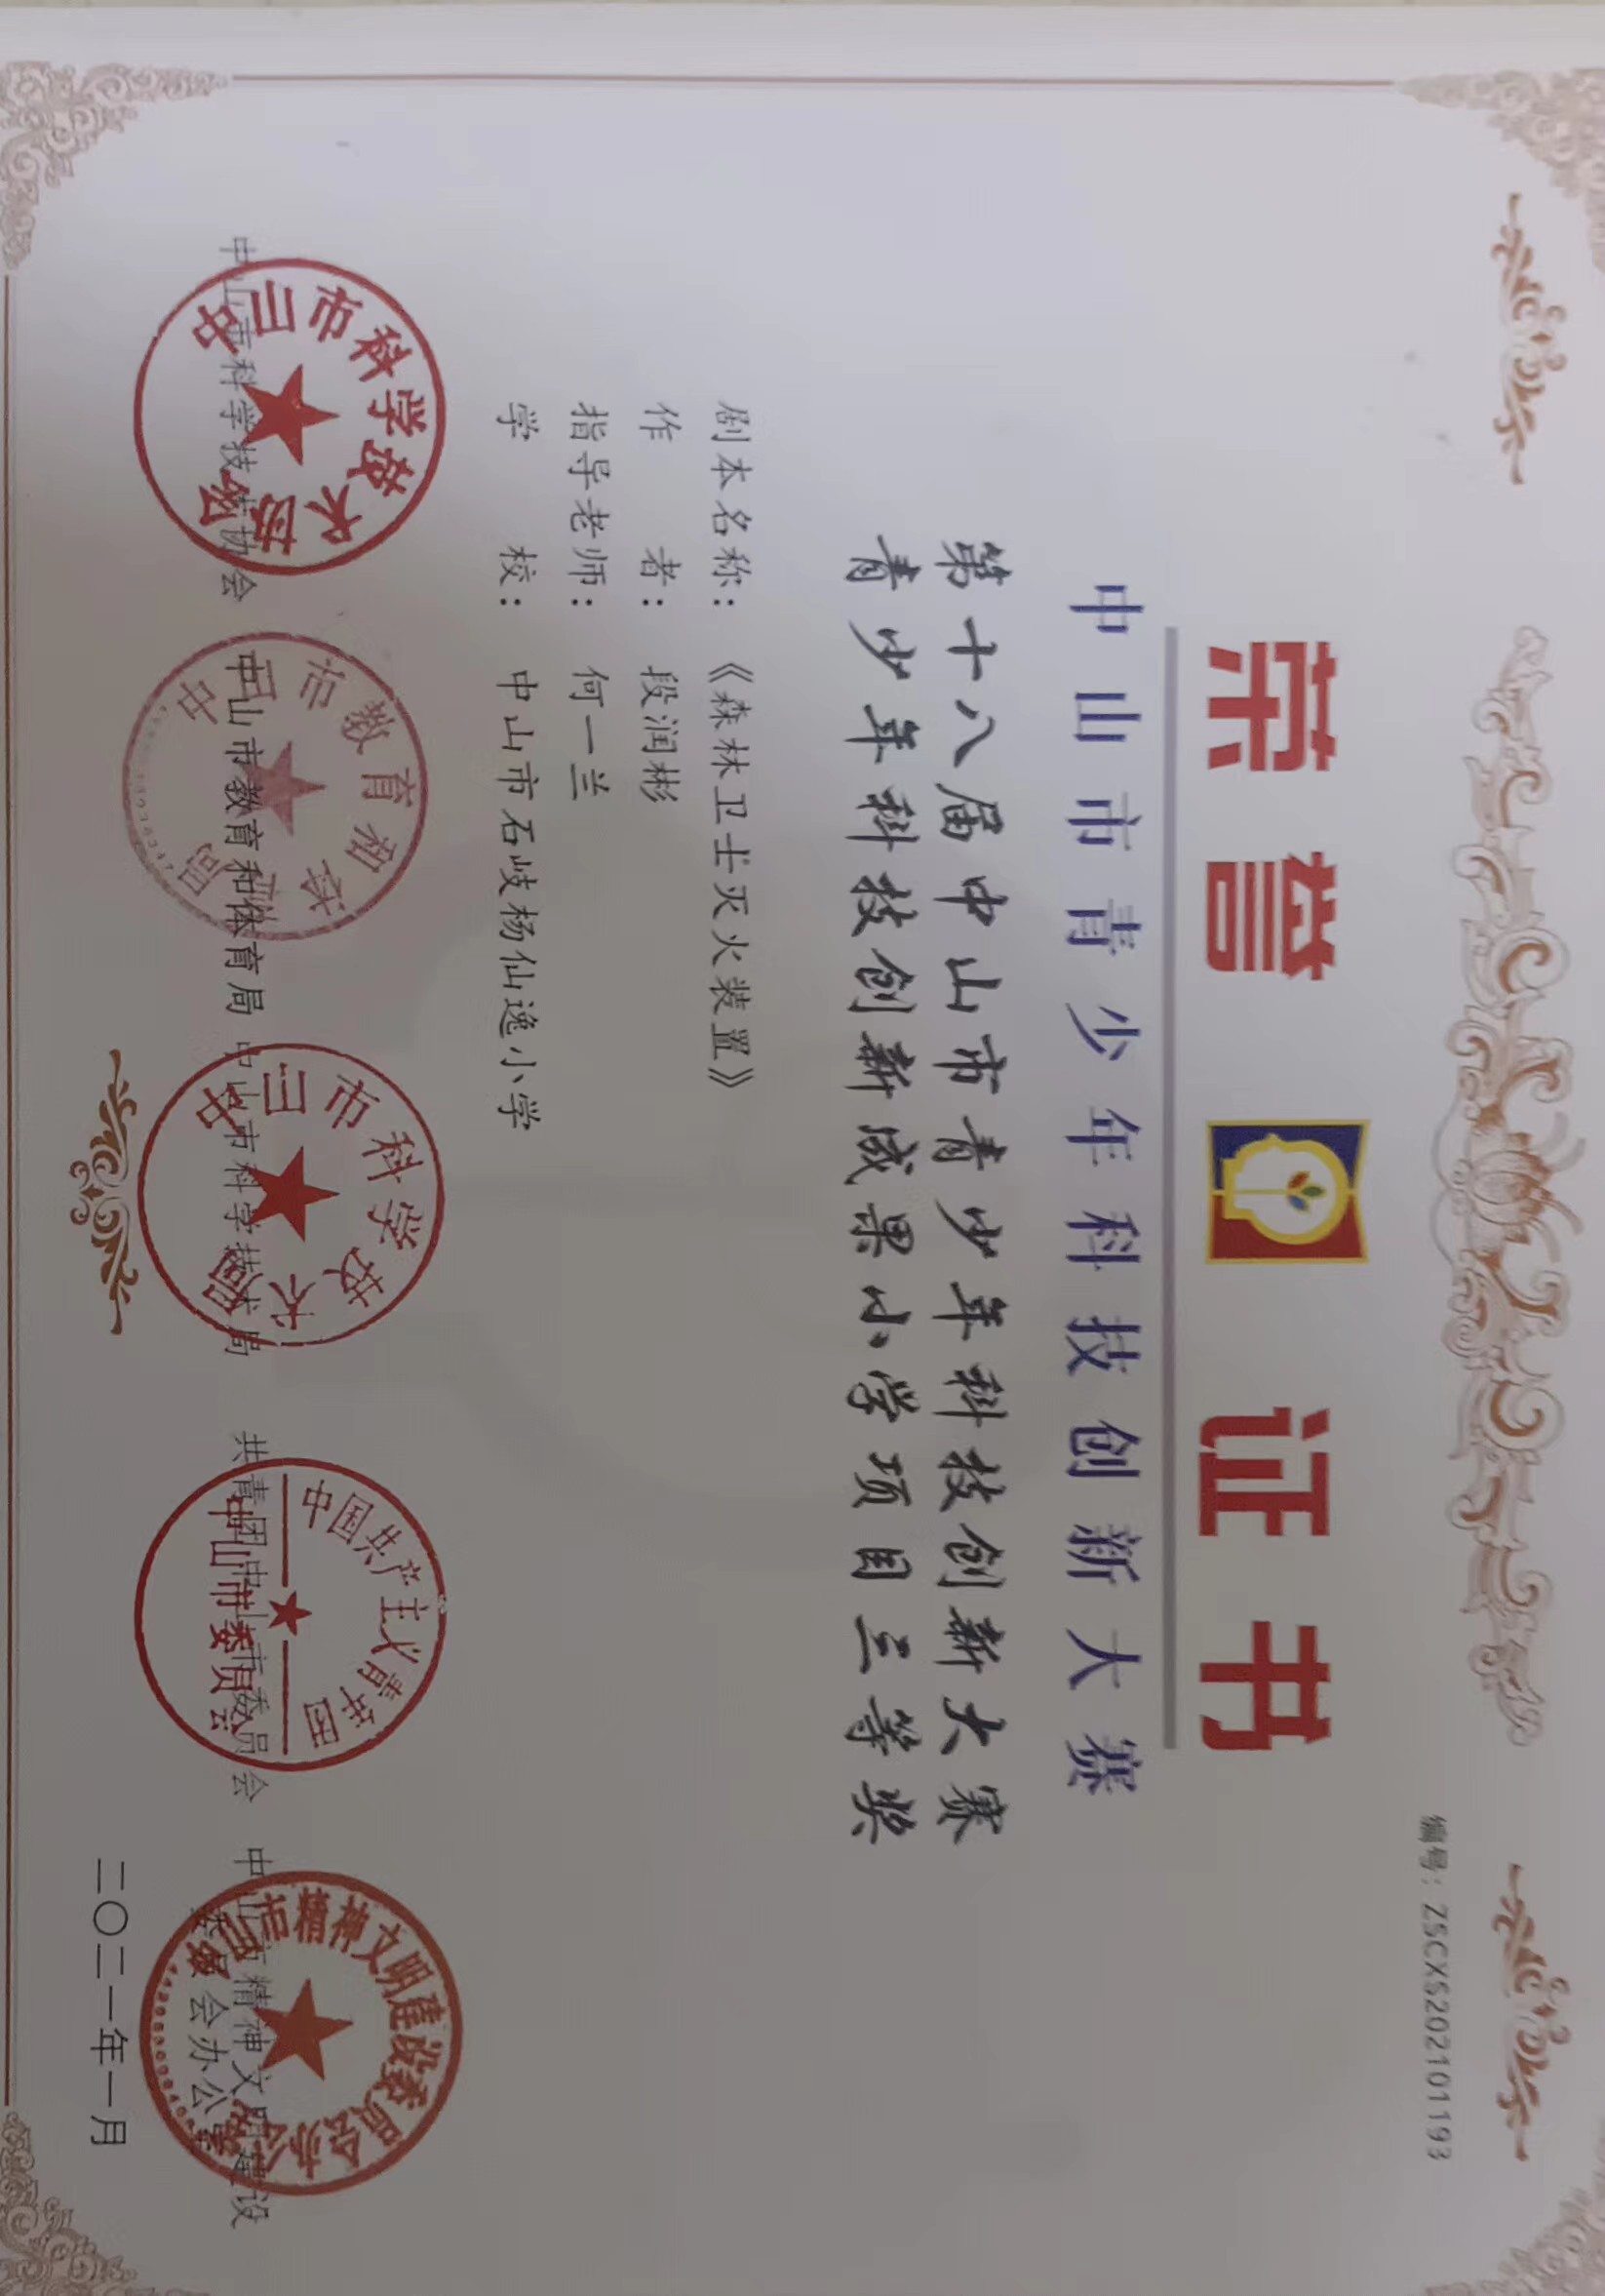 编号：ZSCXS202101193
荣誉证书
中山市青少年科技创新大赛
第十八届中山市青少年科技创新大赛
青少年科技创新成果小学项目三等奖
剧本名称：《森林卫士灭火装置》
作者：段润彬
指导老师：何一兰
学校：中山市石岐杨仙逸小学
中山市科学技术协会
中山市教育和体育局
中山市科学技术局
中国共产主义青年团
中山市委员会
中山市精神文明建设委员会办公室
中山市科学技术协会 中山市教育和体育局 中山市科学技术局 共青团中山市委员会 中山市精神文明建设
委员会办公室
二〇二一年一月